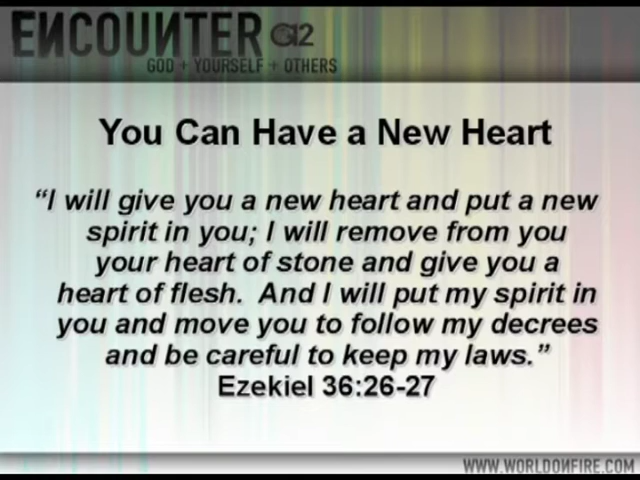 ENCOUNTER a12
GOD + YOURSELF + OTHERS
You Can Have a New Heart
“I will give you a new heart and put a new
spirit in you; I will remove from you
your heart of stone and give you a
heart of flesh.  And I will put my spirit in
you and move you to follow my decrees
and be careful to keep my laws.”
Ezekiel 36:26-27
WWW.WORLDONFIRE.COM